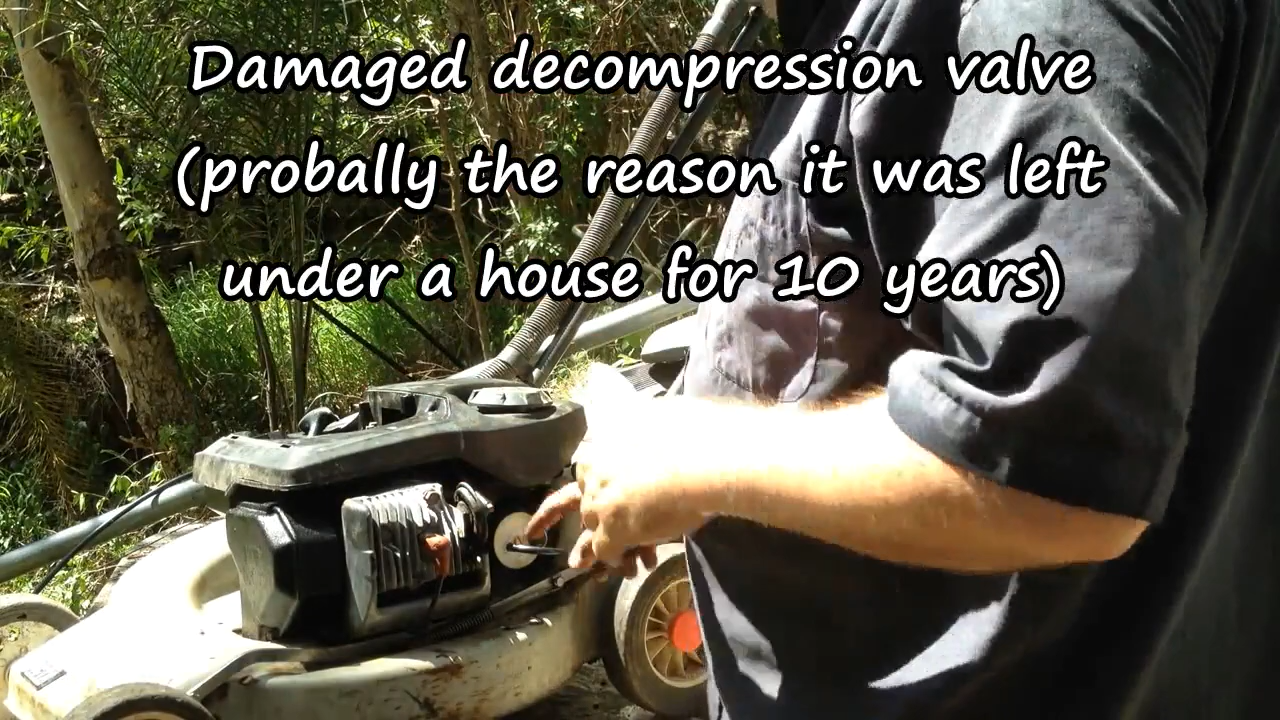 Damaged decompression valve
(probally the reason it was left
under a house for 10 years)